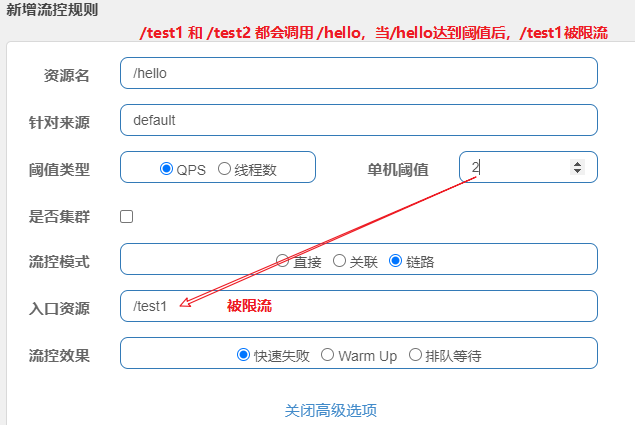 新增流控规则
/test1 和 /test2 都会调用 /hello，当/hello达到阈值后，/test1被限流
资源名 /hello
针对来源 default
阈值类型 QPS 线程数 单机阈值 2
是否集群
流控模式 直接 关联 链路
入口资源 /test1 被限流
流控效果 快速失败 Warm Up 排队等待
关闭高级选项